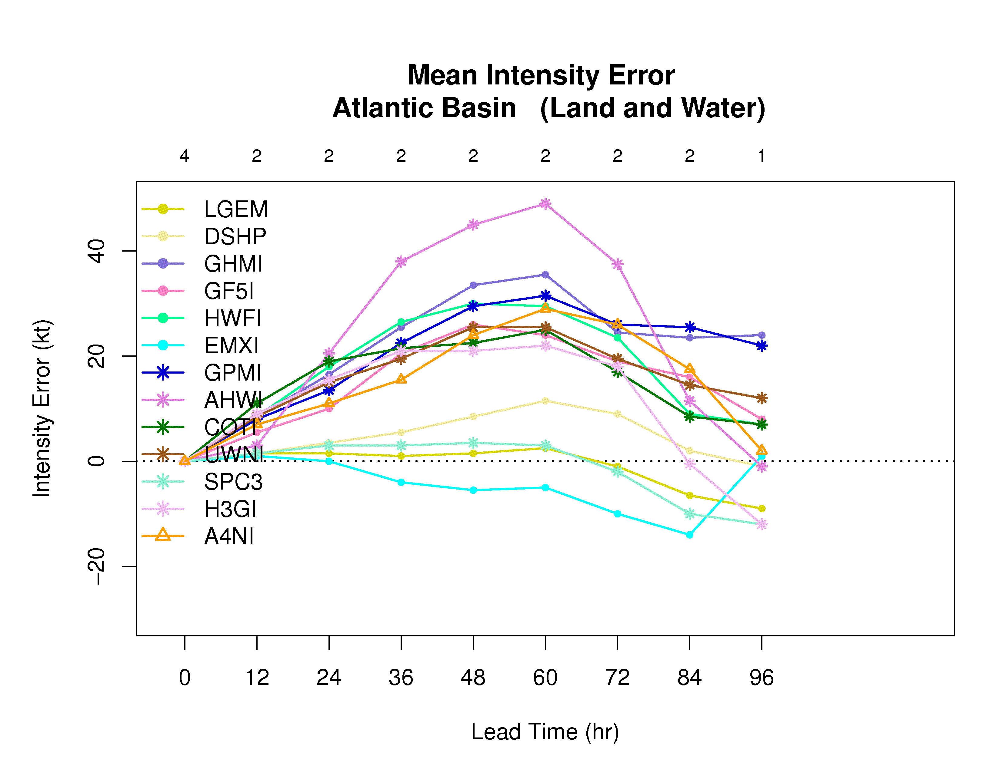 Mean Intensity Error
Atlantic Basin (Land and Water)
4 2 2 2 2 2 2 2 1
Intensity Error (kt)
40
20
0
−20
LGEM
DSHP
GHMI
GF5I
HWFI
EMXI
GPMI
AHWI
COTI
UWNI
SPC3
H3GI
A4NI
0 12 24 36 48 60 72 84 96
Lead Time (hr)